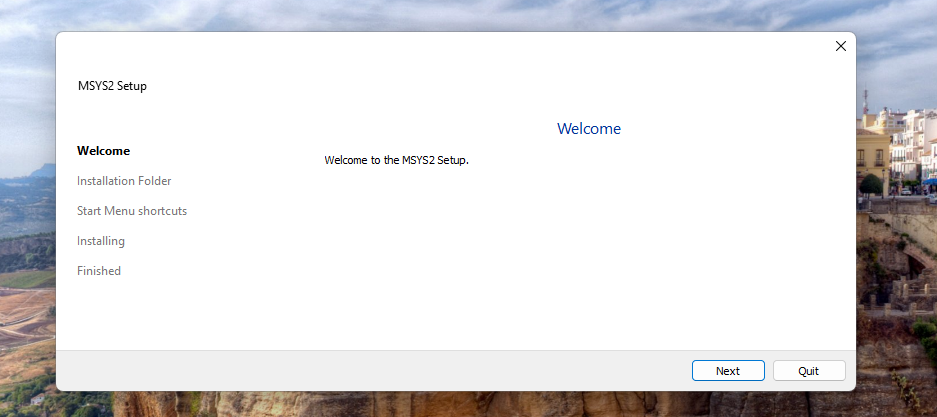 MSYS2 Setup
Welcome
Welcome to the MSYS2 Setup.
Welcome
Installation Folder
Start Menu shortcuts
Installing
Finished
Next
Quit